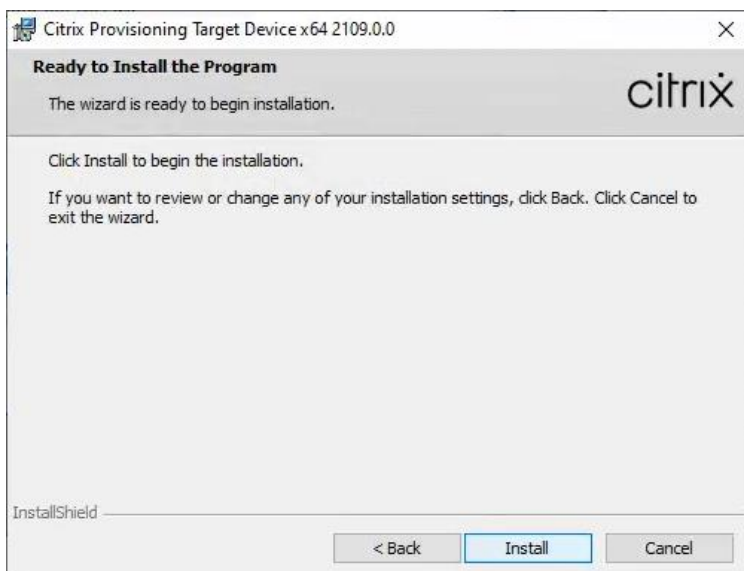 Citrix Provisioning Target Device x64 2109.0.0
Ready to Install the Program
The wizard is ready to begin installation.
citrix
Click Install to begin the installation.
If you want to review or change any of your installation settings, click Back. Click Cancel to
exit the wizard.
InstallShield
< Back
Install
Cancel